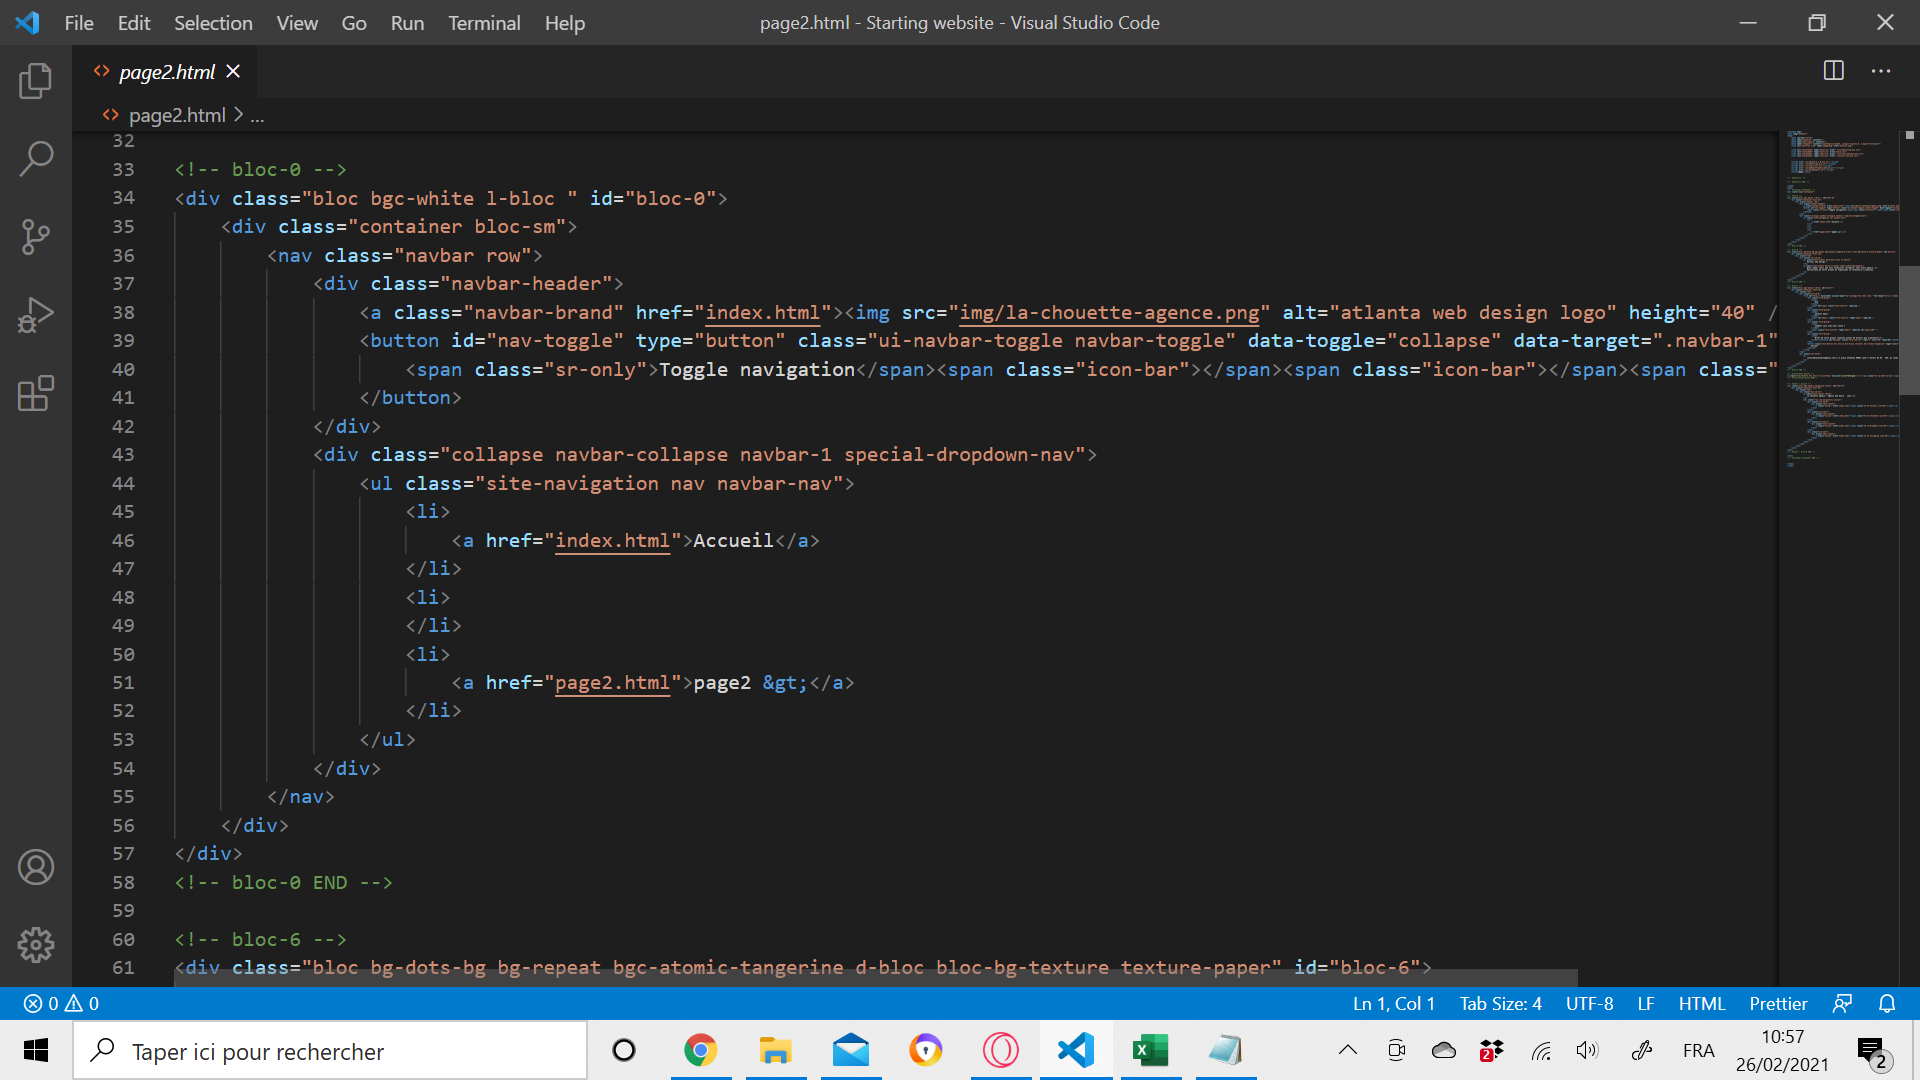 File Edit Selection View Go Run Terminal Help page2.html - Starting website - Visual Studio Code
page2.html
page2.html > ...
32
33 <!-- bloc-0 -->
34 <div class="bloc bgc-white l-bloc " id="bloc-0">
35 <div class="container bloc-sm">
36 <nav class="navbar row">
37 <div class="navbar-header">
38 <a class="navbar-brand" href="index.html"><img src="img/la-chouette-agence.png" alt="atlanta web design logo" height="40" /
39 <button id="nav-toggle" type="button" class="ui-navbar-toggle navbar-toggle" data-toggle="collapse" data-target=".navbar-1"
40 <span class="sr-only">Toggle navigation</span><span class="icon-bar"></span><span class="icon-bar"></span><span class="
41 </button>
42 </div>
43 <div class="collapse navbar-collapse navbar-1 special-dropdown-nav">
44 <ul class="site-navigation nav navbar-nav">
45 <li>
46 <a href="index.html">Accueil</a>
47 </li>
48 <li>
49 </li>
50 <li>
51 <a href="page2.html">page2 &gt;</a>
52 </li>
53 </ul>
54 </div>
55 </nav>
56 </div>
57 </div>
58 <!-- bloc-0 END -->
59
60 <!-- bloc-6 -->
61 <div class="bloc bg-dots-bg bg-repeat bgc-atomic-tangerine d-bloc bloc-bg-texture texture-paper" id="bloc-6">
0 0 Ln 1, Col 1 Tab Size: 4 UTF-8 LF HTML Prettier
Taper ici pour rechercher
2
FRA
10:57
26/02/2021
2